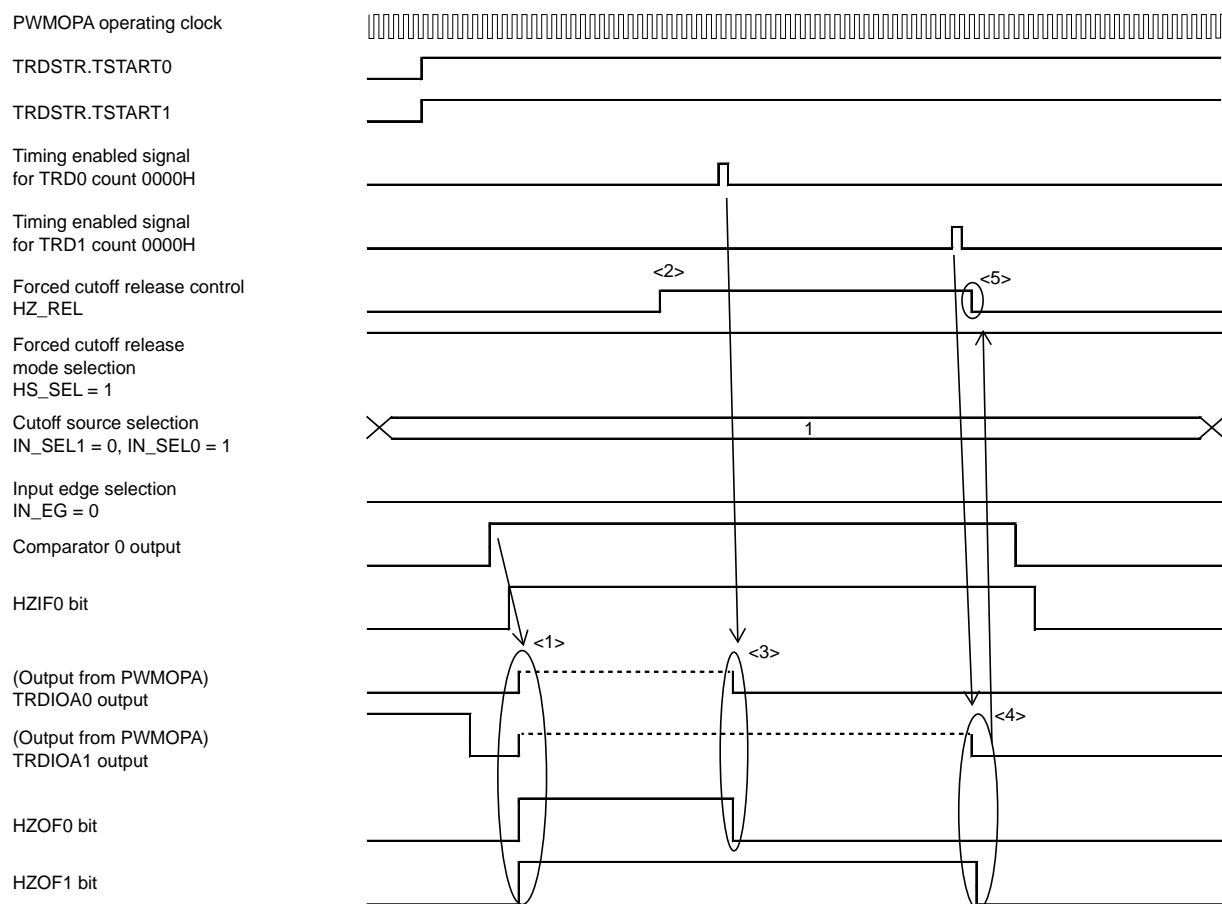 PWMOPA operating clock
TRDSTR.TSTART0
TRDSTR.TSTART1
Timing enabled signal
for TRD0 count 0000H
Timing enabled signal
for TRD1 count 0000H
<2>
<5>
Forced cutoff release control
HZ_REL
Forced cutoff release
mode selection
HS_SEL = 1
Cutoff source selection
IN_SEL1 = 0, IN_SEL0 = 1
1
Input edge selection
IN_EG = 0
Comparator 0 output
HZIF0 bit
<1>
<3>
(Output from PWMOPA)
TRDIOA0 output
<4>
(Output from PWMOPA)
TRDIOA1 output
HZOF0 bit
HZOF1 bit